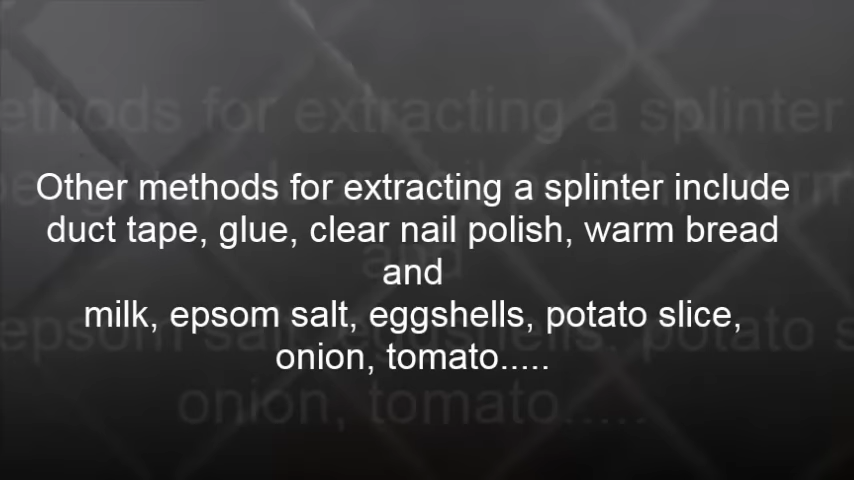 Other methods for extracting a splinter include
duct tape, glue, clear nail polish, warm bread
and
milk, epsom salt, eggshells, potato slice,
onion, tomato.....